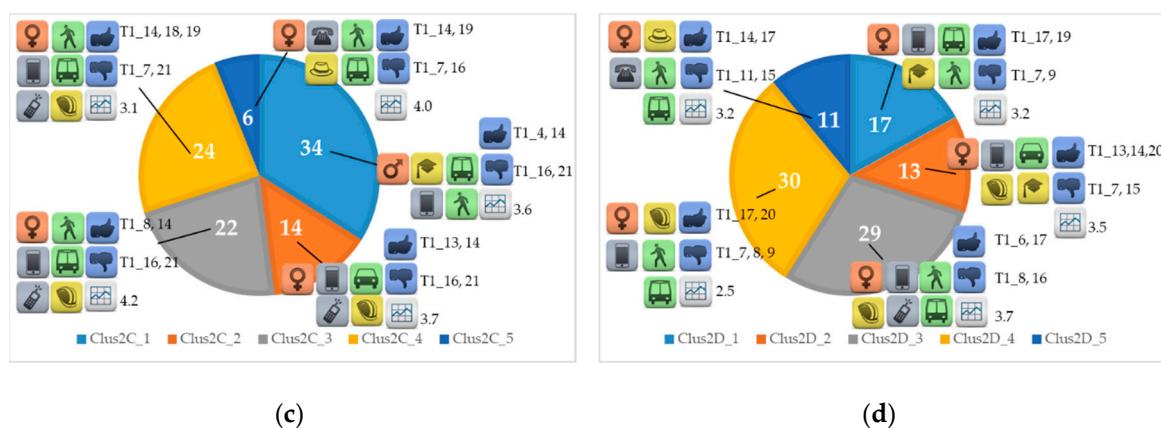 T1_14, 18, 19
T1_7, 21
3.1
T1_14, 19
T1_7, 16
4.0
6
34
24
T1_4, 14
T1_16, 21
3.6
T1_8, 14
T1_16, 21
4.2
22
14
T1_13, 14
T1_16, 21
3.7
Clus2C_1 Clus2C_2 Clus2C_3 Clus2C_4 Clus2C_5
(c)
T1_14, 17
T1_11, 15
3.2
T1_17, 19
T1_7, 9
3.2
11
17
T1_13,14,20
T1_7, 15
3.5
13
30
T1_17, 20
T1_7, 8, 9
2.5
29
T1_6, 17
T1_8, 16
3.7
Clus2D_1 Clus2D_2 Clus2D_3 Clus2D_4 Clus2D_5
(d)